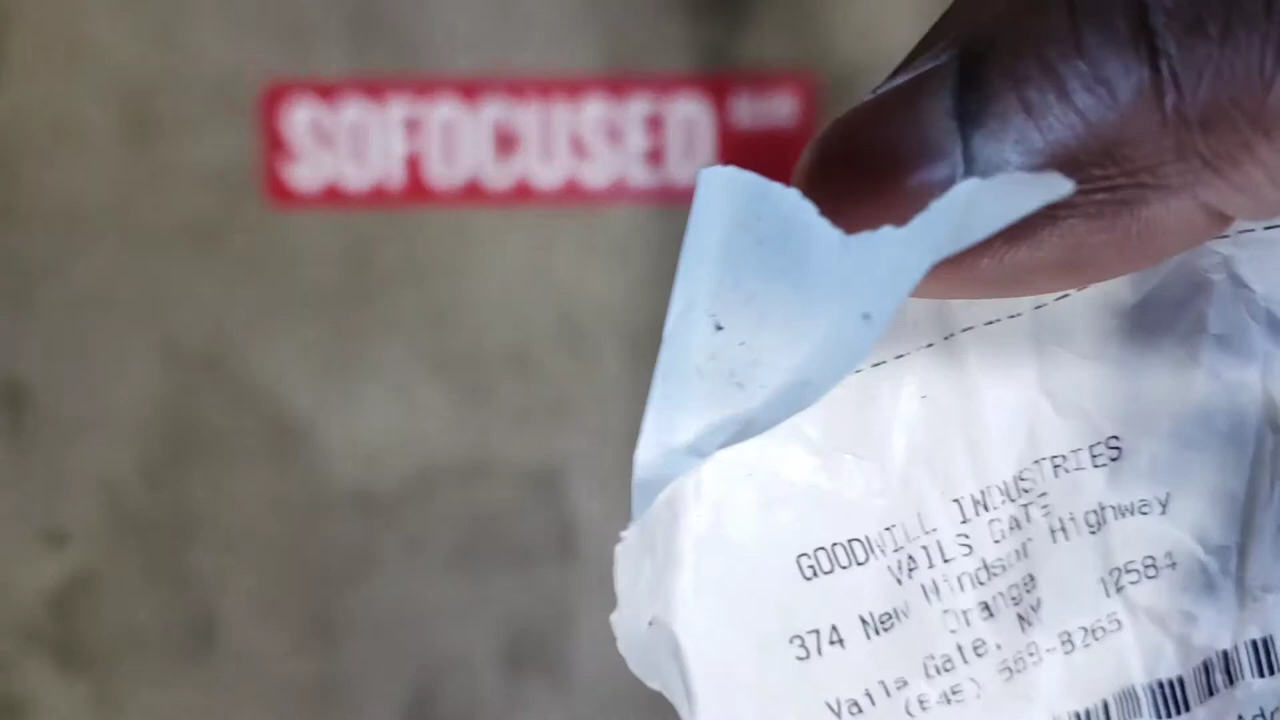 SOFOCUSED
GOODWILL INDUSTRIES
VAILS GATE
374 New Windsor Highway
Orange
Vails Gate, NY 12584
(845) 569-8265